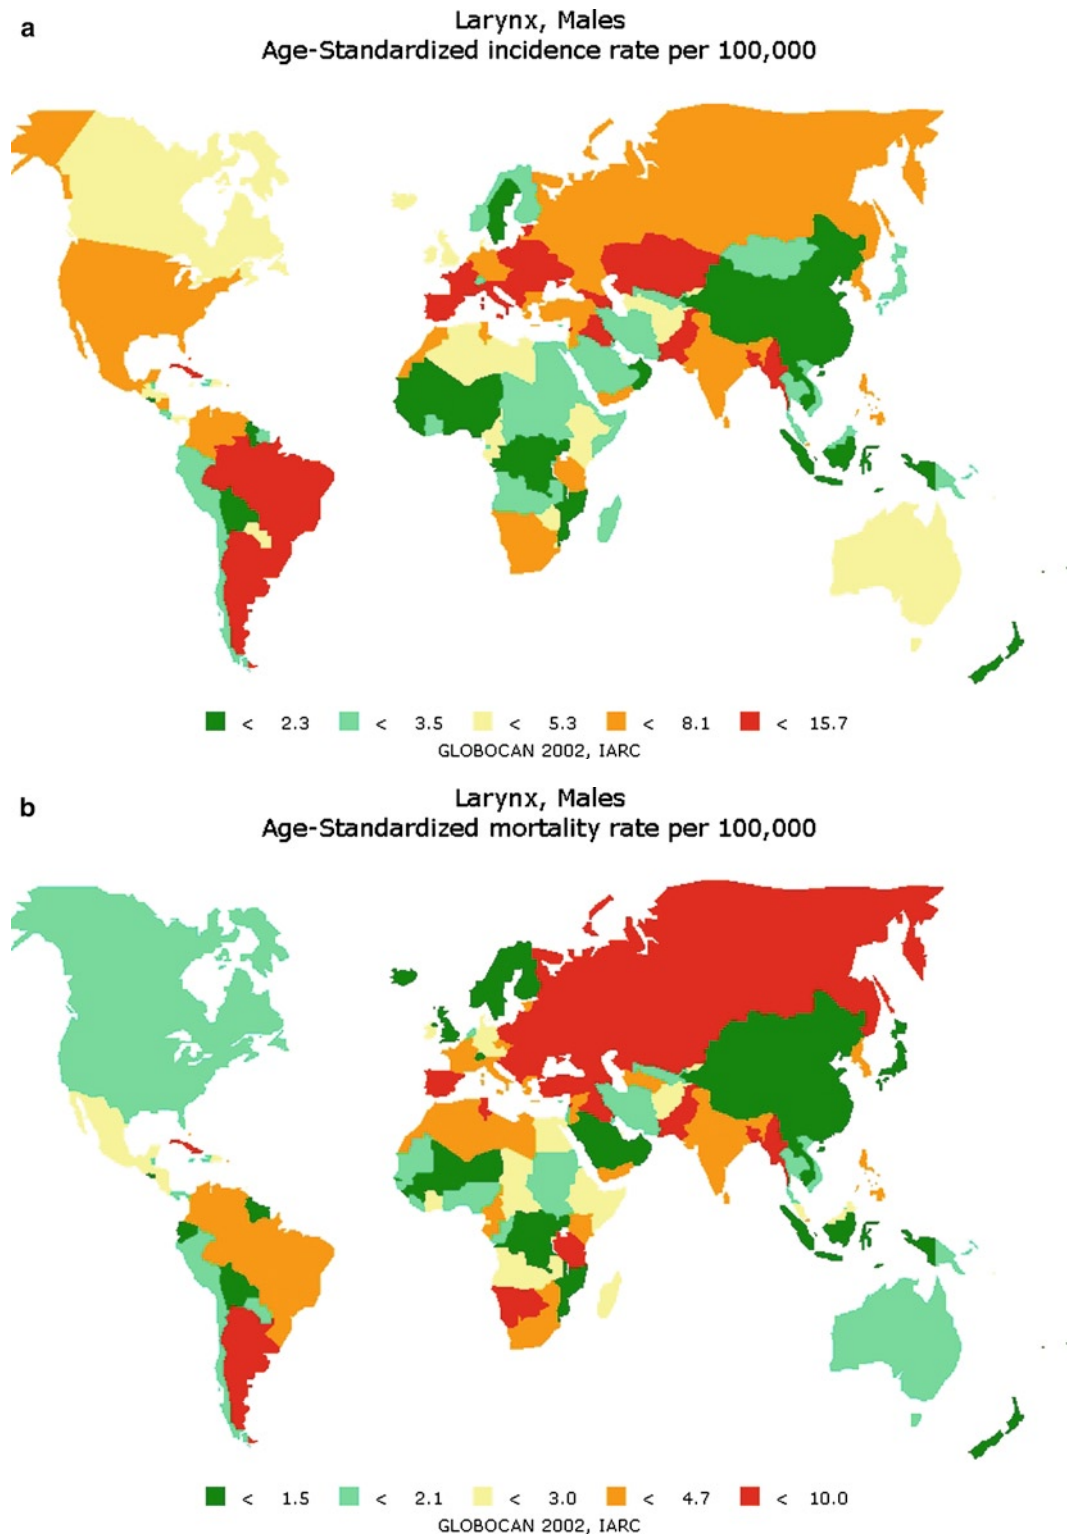 a
Larynx, Males
Age-Standardized incidence rate per 100,000
< 2.3 < 3.5 < 5.3 < 8.1 < 15.7
GLOBOCAN 2002, IARC
b
Larynx, Males
Age-Standardized mortality rate per 100,000
< 1.5 < 2.1 < 3.0 < 4.7 < 10.0
GLOBOCAN 2002, IARC